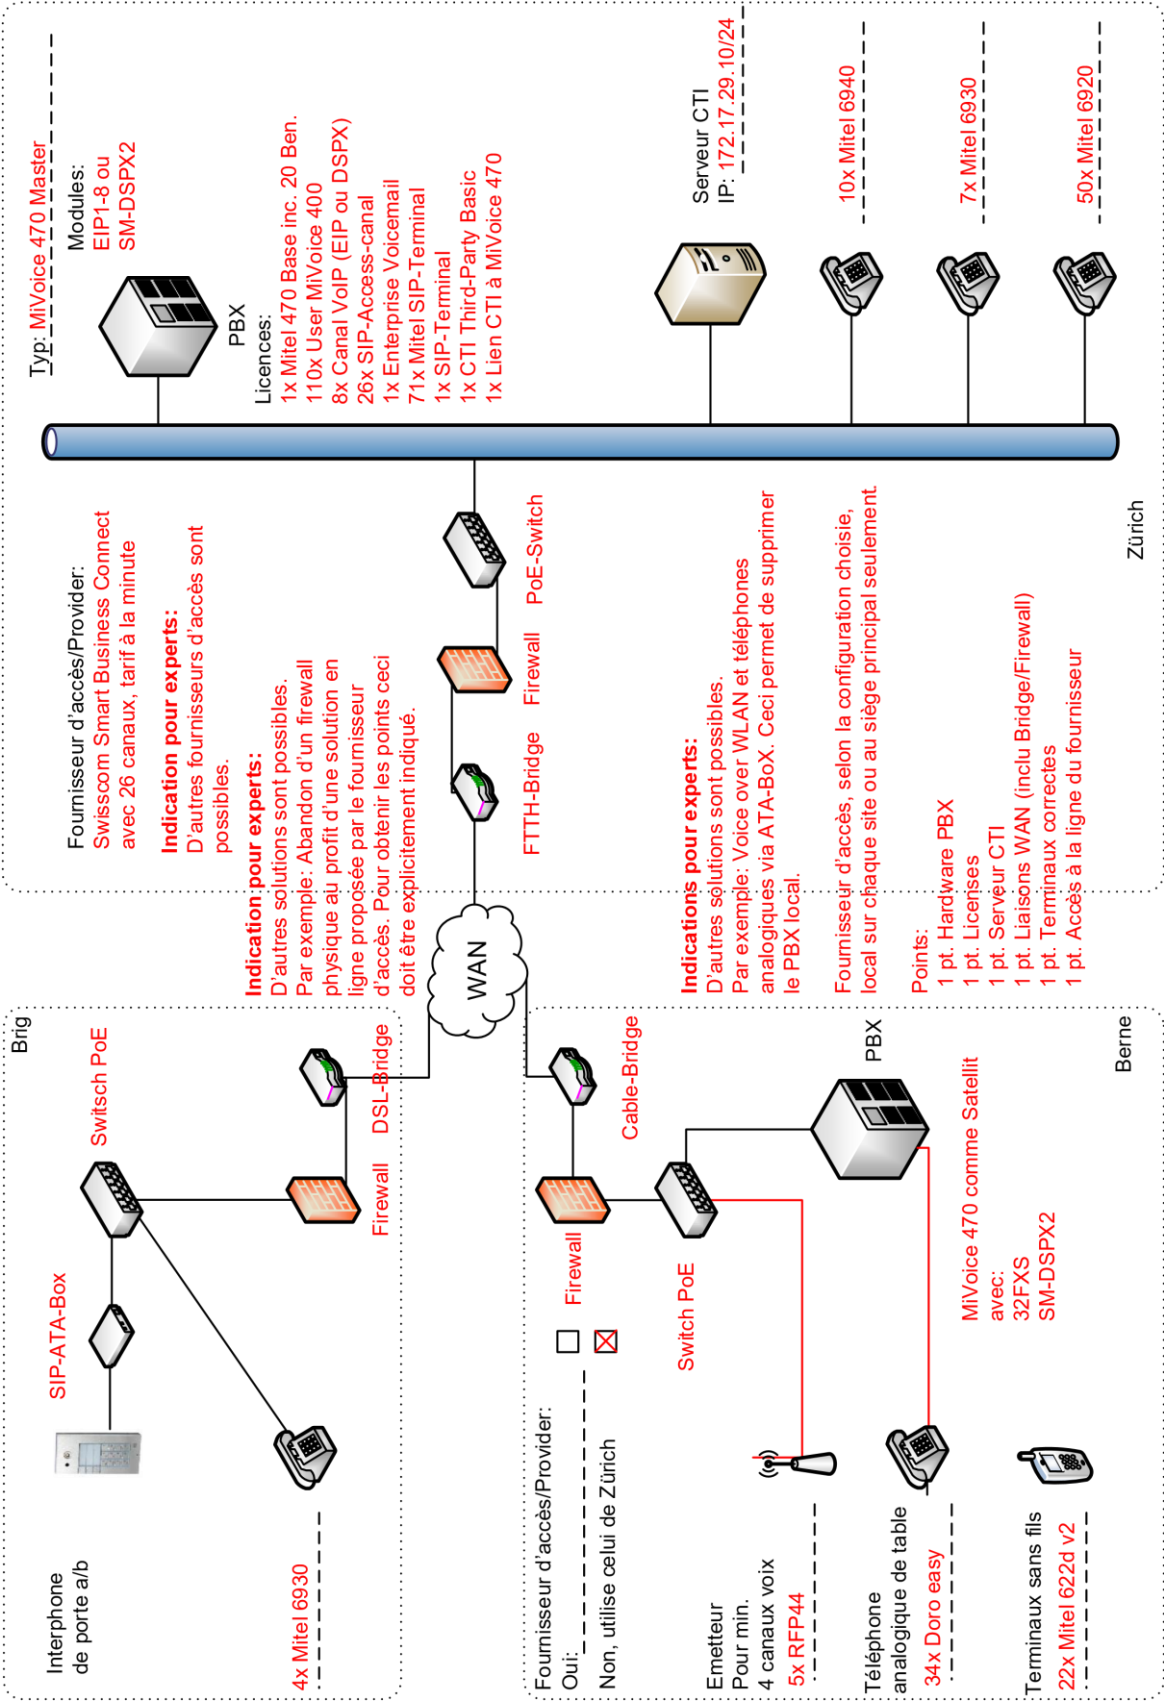 Brig
Interphone
de porte a/b
SIP-ATA-Box
Switsch PoE
4x Mitel 6930
Firewall
DSL-Bridge
Fournisseur d'accès/Provider:
Oui:
Non, utilise celui de Zürich
Firewall
Cable-Bridge
Switch PoE
Emetteur
Pour min.
4 canaux voix
5x RFP44
Téléphone
analogique de table
34x Doro easy
Terminaux sans fils
22x Mitel 622d v2
PBX
MiVoice 470 comme Satellit
avec:
32FXS
SM-DSPX2
Berne
WAN
Fournisseur d'accès/Provider:
Swisscom Smart Business Connect
avec 26 canaux, tarif à la minute
Indication pour experts:
D'autres fournisseurs d'accès sont
possibles.
Indication pour experts:
D'autres solutions sont possibles.
Par exemple: Abandon d'un firewall
physique au profit d'une solution en
ligne proposée par le fournisseur
d'accès. Pour obtenir les points ceci
doit être explicitement indiqué.
FTTH-Bridge
Firewall
PoE-Switch
Indications pour experts:
D'autres solutions sont possibles.
Par exemple: Voice over WLAN et téléphones
analogiques via ATA-BoX. Ceci permet de supprimer
le PBX local.
Fournisseur d'accès, selon la configuration choisie,
local sur chaque site ou au siège principal seulement.
Points:
1 pt. Hardware PBX
1 pt. Licenses
1 pt. Serveur CTI
1 pt. Liaisons WAN (inclu Bridge/Firewall)
1 pt. Terminaux correctes
1 pt. Accès à la ligne du fournisseur
Zürich
Typ: MiVoice 470 Master
Modules:
EIP1-8 ou
SM-DSPX2
PBX
Licences:
1x Mitel 470 Base inc. 20 Ben.
110x User MiVoice 400
8x Canal VoIP (EIP ou DSPX)
26x SIP-Access-canal
1x Enterprise Voicemail
71x Mitel SIP-Terminal
1x SIP-Terminal
1x CTI Third-Party Basic
1x Lien CTI à MiVoice 470
Serveur CTI
IP: 172.17.29.10/24
10x Mitel 6940
7x Mitel 6930
50x Mitel 6920